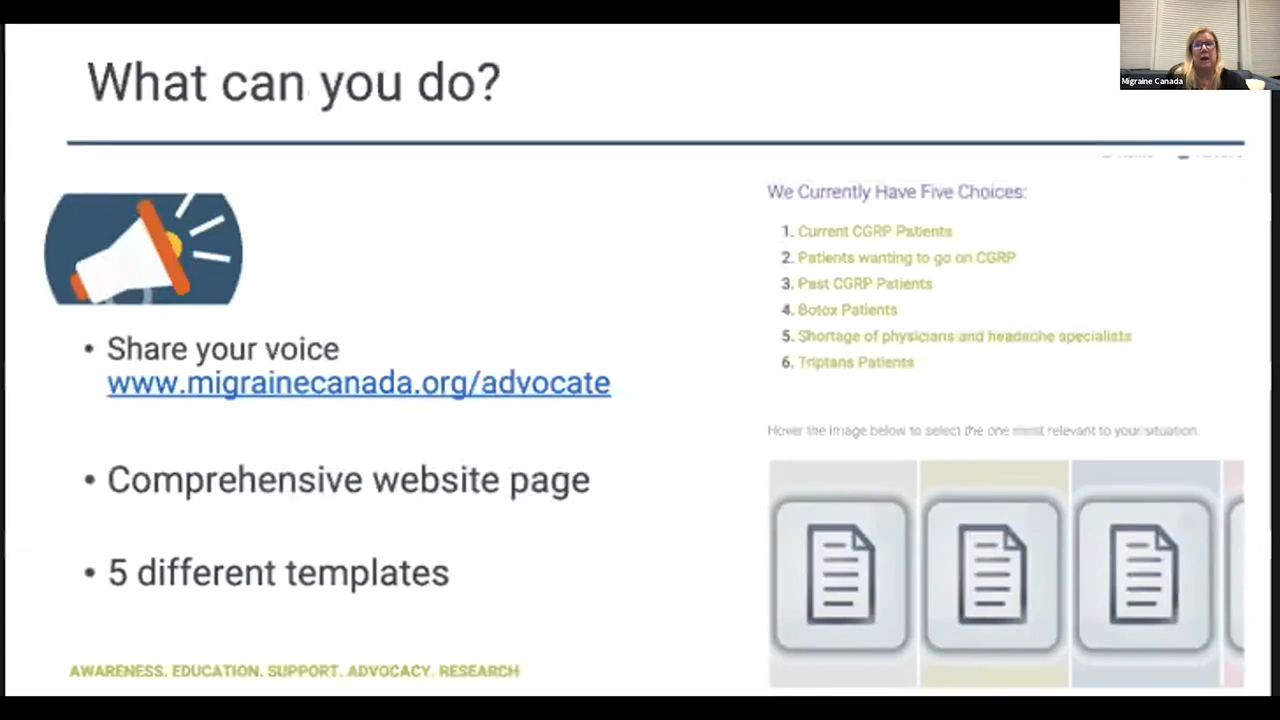 What can you do?
Migraine Canada
• Share your voice
www.migrainecanada.org/advocate
• Comprehensive website page
• 5 different templates
AWARENESS. EDUCATION. SUPPORT. ADVOCACY. RESEARCH
We Currently Have Five Choices:
1. Current CGRP Patients
2. Patients wanting to go on CGRP
3. Past CGRP Patients
4. Botox Patients
5. Shortage of physicians and headache specialists
6. Triptans Patients
Hover the image below to select the one most relevant to your situation.